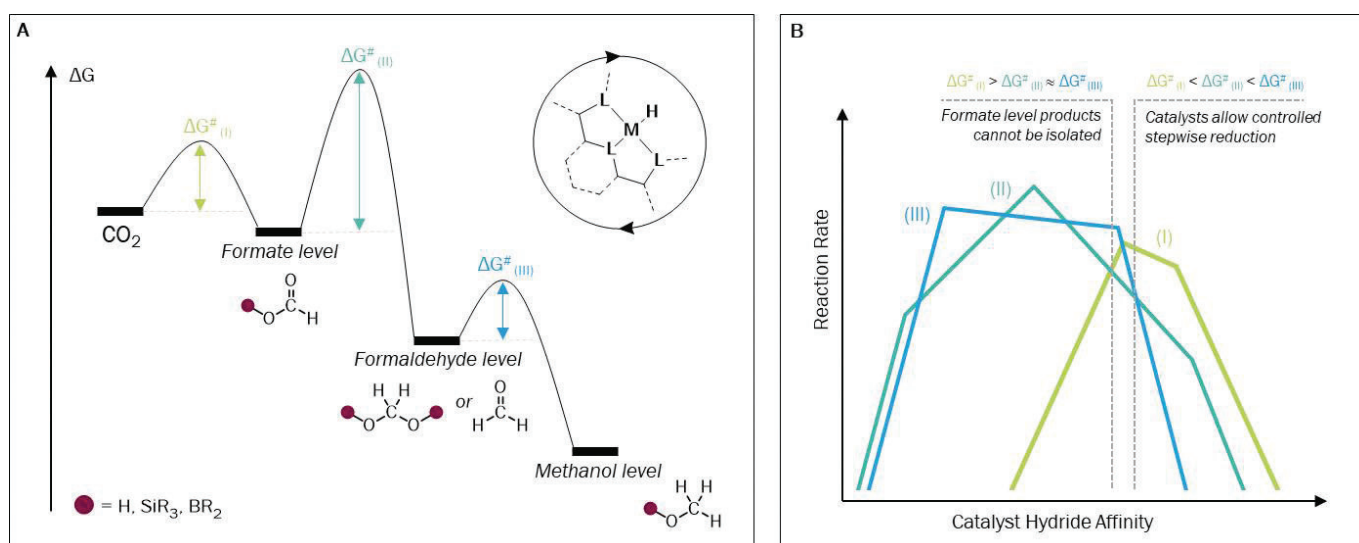 A
ΔG
ΔG# (I)
ΔG# (II)
ΔG# (III)
CO2
Formate level
O
O C H
Formaldehyde level
H H
O C O
or
O
C
H H
Methanol level
H H
O C H
= H, SiR3, BR2
L
M H
L L
B
ΔG# (I) > ΔG# (II) ≈ ΔG# (III)
Formate level products
cannot be isolated
ΔG# (I) < ΔG# (II) < ΔG# (III)
Catalysts allow controlled
stepwise reduction
(III)
(II)
(I)
Reaction Rate
Catalyst Hydride Affinity